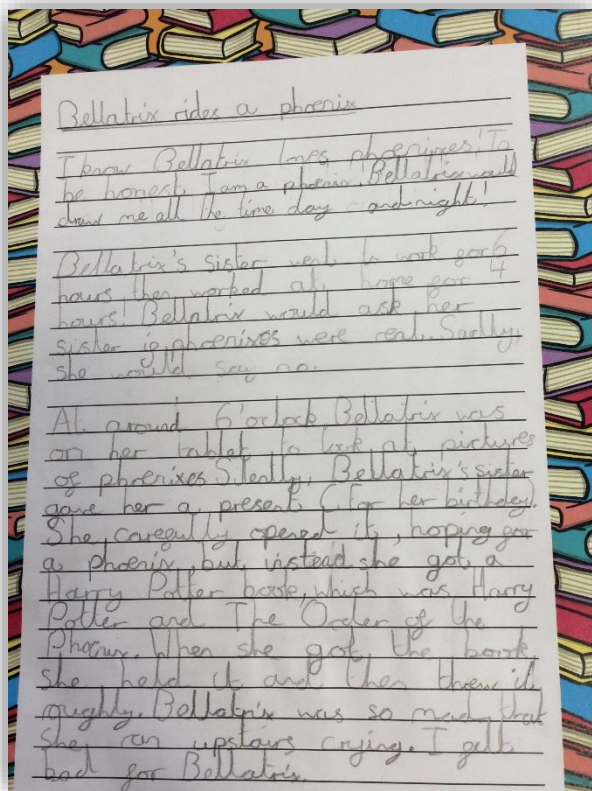 Bellatrix rides a phoenix
I know Bellatrix loves phoenixes! To
be honest, I am a phoenix. Bellatrix would
draw me all the time day and night!
Bellatrix's sister went to work for 6
hours, then worked at home for 4
hours! Bellatrix would ask her
sister if phoenixes were real. Sadly,
she would say no.
At around 6 o'clock, Bellatrix was
on her tablet to look at pictures
of phoenixes. Silently, Bellatrix's sister
gave her a present (For her birthday).
She carefully opened it, hoping for
a phoenix, but instead she got a
Harry Potter book, which was Harry
Potter and The Order of the
Phoenix. When she got the book,
she held it and then threw it
roughly. Bellatrix was so mad that
she ran upstairs crying. I felt
bad for Bellatrix.